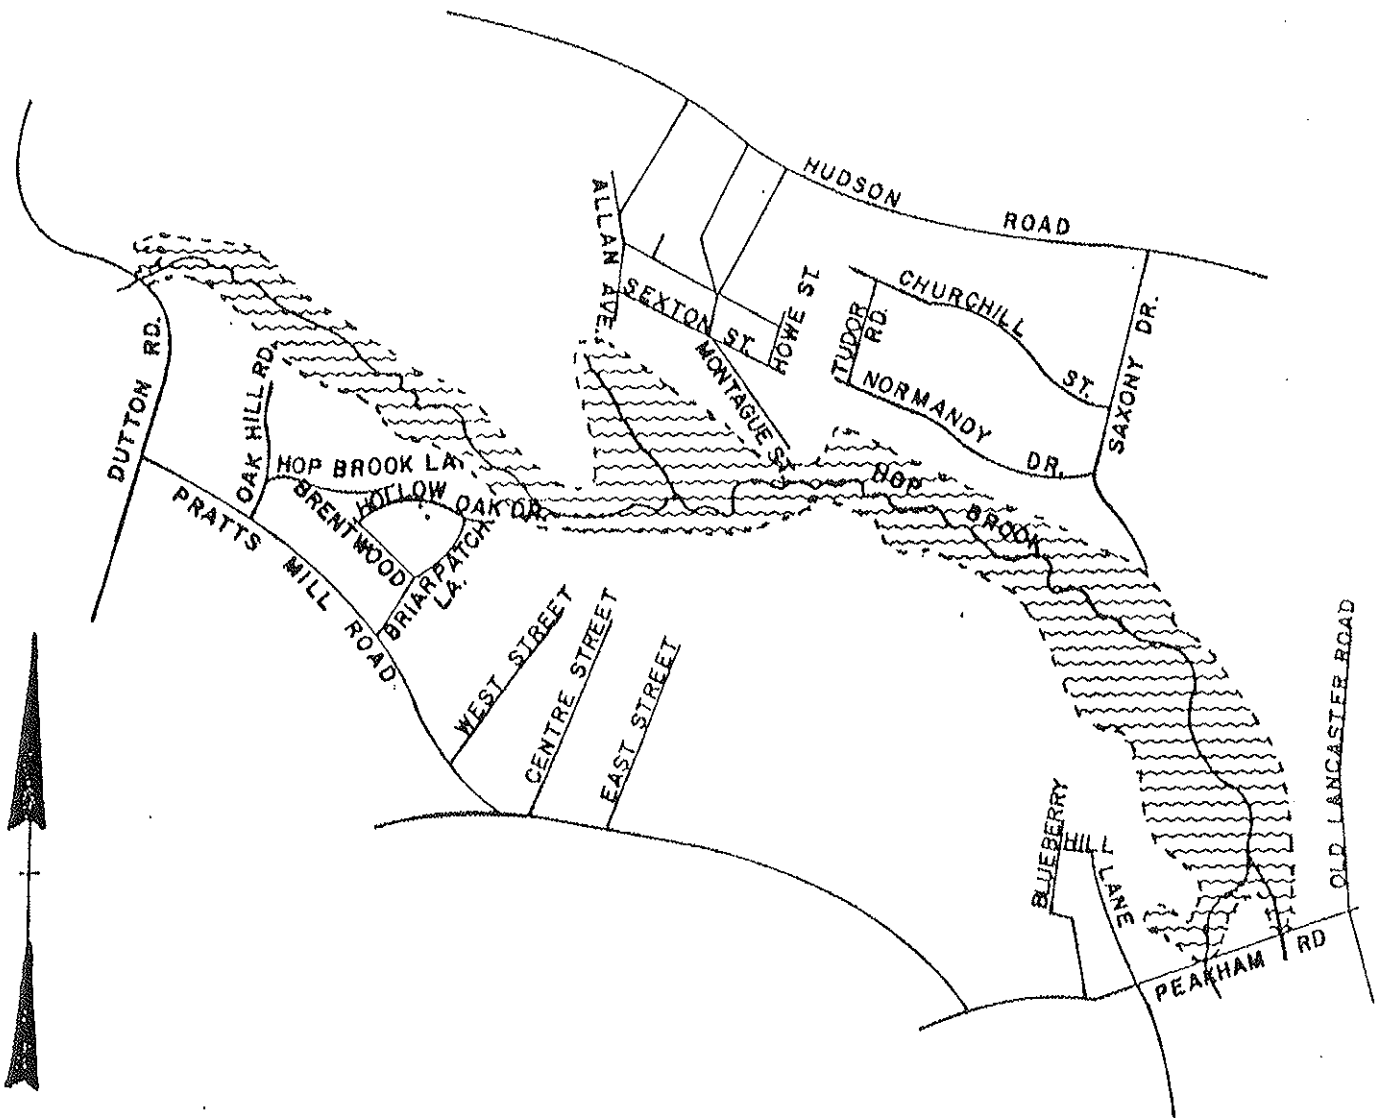 HUDSON ROAD
ALLAN AVE.
SEXTON ST.
HOWE ST
CHURCHILL ST.
TUDOR RD.
SAXONY DR.
MONTAGUE ST.
NORMANDY DR.
DUTTON RD.
OAK HILL RD.
HOP BROOK LA.
HOLLOW OAK DR.
BRENTWOOD
BRIARPATCH LA.
PRATTS MILL ROAD
HOP BROOK
WEST STREET
CENTRE STREET
EAST STREET
OLD LANCASTER ROAD
BLUEBERRY HILL LANE
PEAKHAM RD